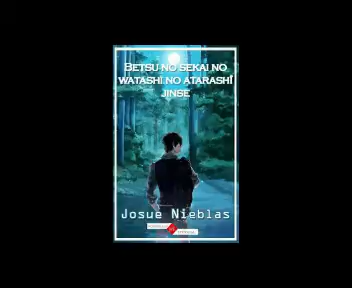 Betsu no sekai no
watashi no atarashi
jinse
Josue Nieblas